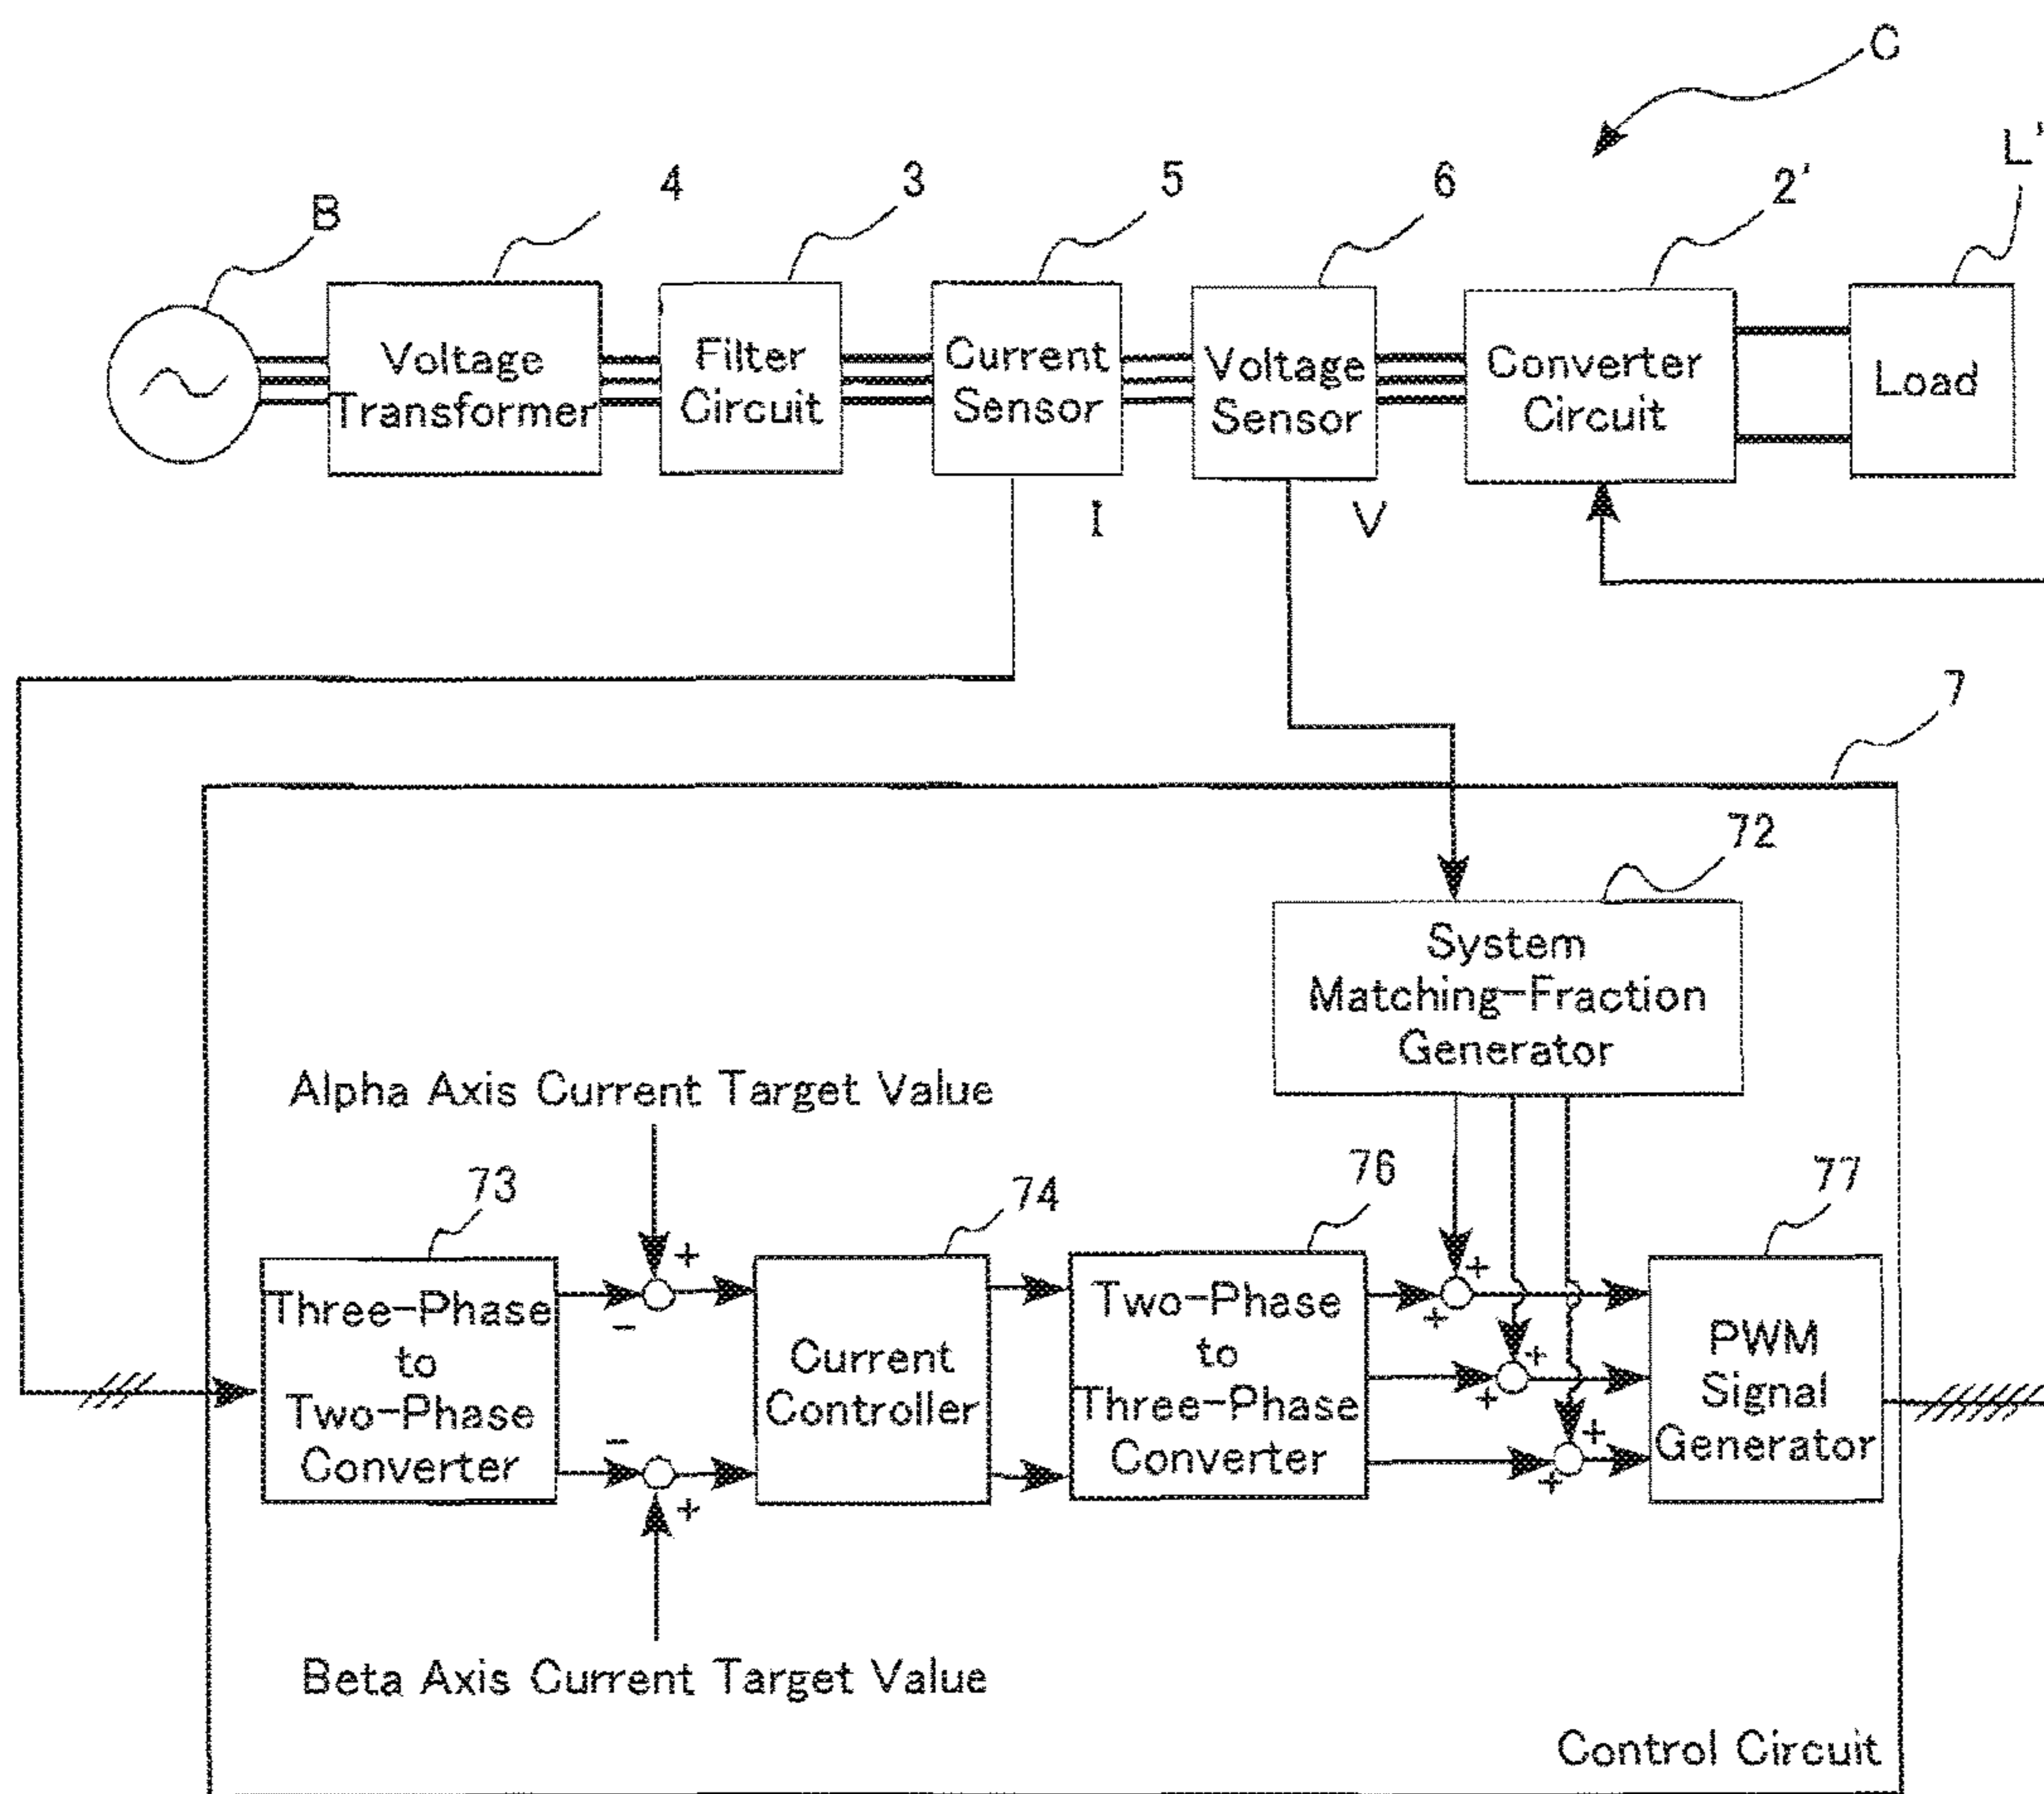 C
L'
B
4
3
5
6
2'
Voltage
Transformer
Filter
Circuit
Current
Sensor
Voltage
Sensor
Converter
Circuit
Load
I
V
7
72
System
Matching-Fraction
Generator
Alpha Axis Current Target Value
73
74
76
77
+
-
Three-Phase
to
Two-Phase
Converter
-
+
Current
Controller
Two-Phase
to
Three-Phase
Converter
+
+
+
+
+
+
PWM
Signal
Generator
Beta Axis Current Target Value
Control Circuit